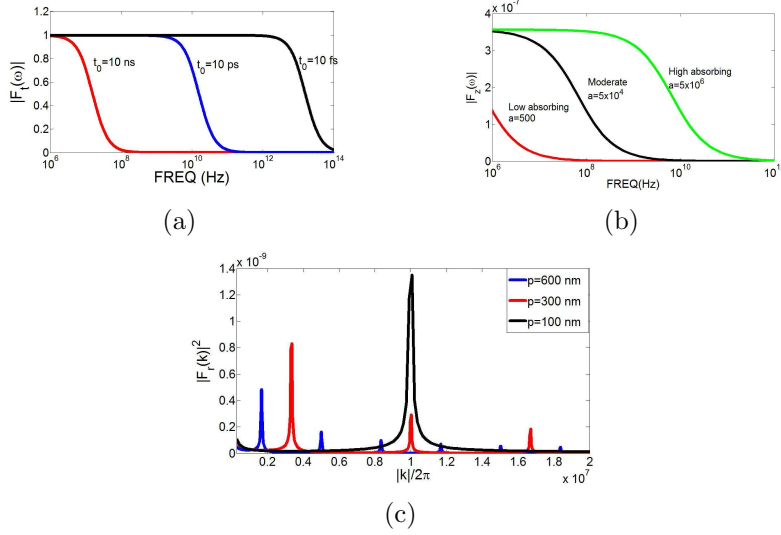 |F_t(ω)|
1.2
1
0.8
0.6
0.4
0.2
0
t_0=10 ns
t_0=10 ps
t_0=10 fs
10^6 10^8 10^10 10^12 10^14
FREQ (Hz)
(a)
x 10^-7
|F_z(ω)|
4
3
2
1
0
Low absorbing
a=500
Moderate
a=5x10^4
High absorbing
a=5x10^6
10^6 10^8 10^10 10^1
FREQ(Hz)
(b)
x 10^-9
|F_r(k)|^2
1.4
1.2
1
0.8
0.6
0.4
0.2
0
p=600 nm
p=300 nm
p=100 nm
0.2 0.4 0.6 0.8 1 1.2 1.4 1.6 1.8 2
|k|/2π
x 10^7
(c)